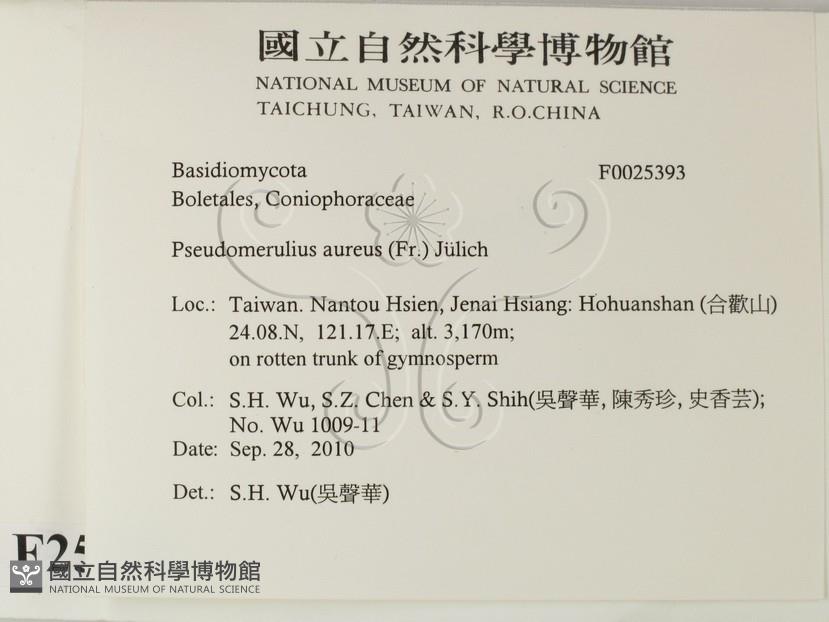 國立自然科學博物館
NATIONAL MUSEUM OF NATURAL SCIENCE
TAICHUNG, TAIWAN, R.O.CHINA
Basidiomycota F0025393
Boletales, Coniophoraceae
Pseudomerulius aureus (Fr.) Jülich
Loc.: Taiwan. Nantou Hsien, Jenai Hsiang: Hohuanshan (合歡山)
24.08.N, 121.17.E; alt. 3,170m;
on rotten trunk of gymnosperm
Col.: S.H. Wu, S.Z. Chen & S.Y. Shih(吳聲華, 陳秀珍, 史香芸);
No. Wu 1009-11
Date: Sep. 28, 2010
Det.: S.H. Wu(吳聲華)
F25
國立自然科學博物館
NATIONAL MUSEUM OF NATURAL SCIENCE